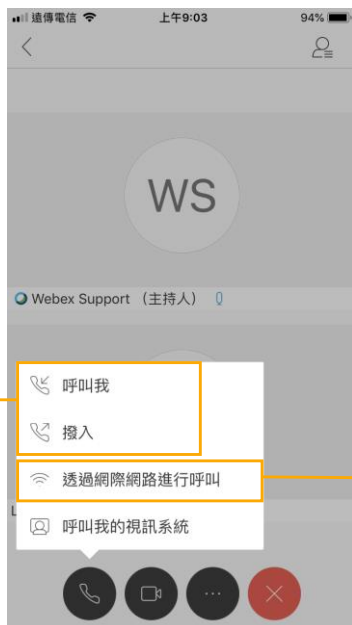 遠傳電信 上午9:03 94%
WS
Webex Support （主持人）
呼叫我
撥入
透過網際網路進行呼叫
L
呼叫我的視訊系統